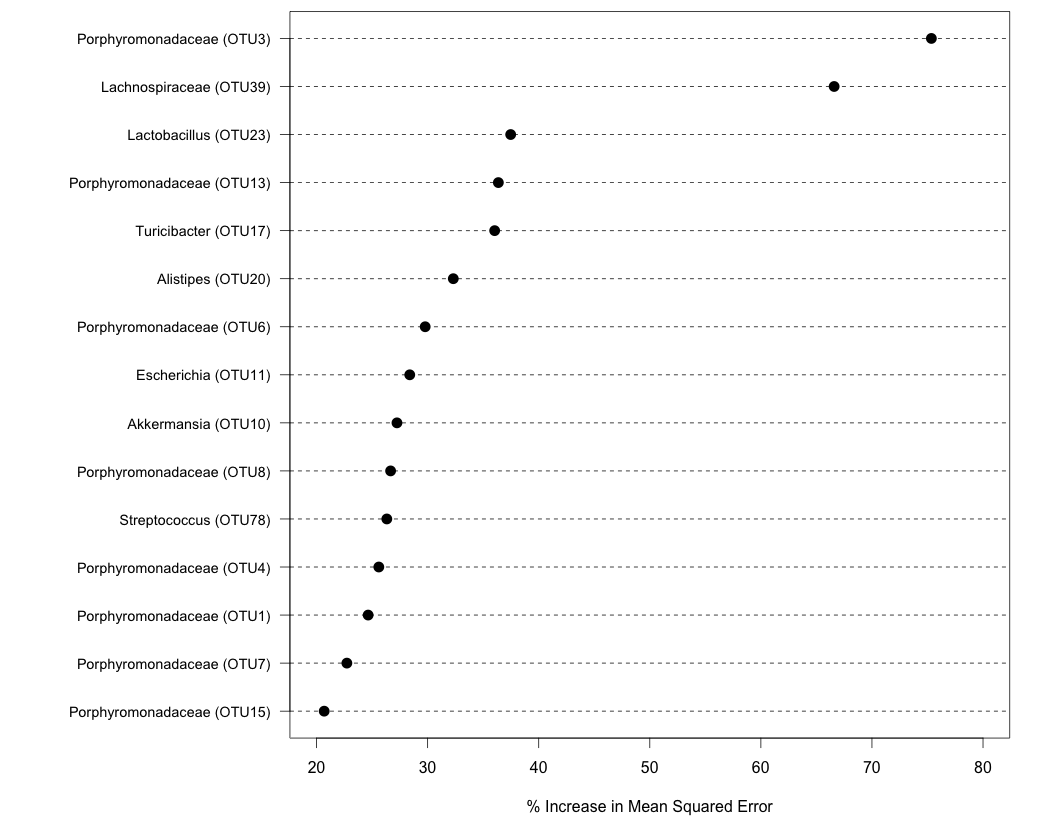 Porphyromonadaceae (OTU3)
Lachnospiraceae (OTU39)
Lactobacillus (OTU23)
Porphyromonadaceae (OTU13)
Turicibacter (OTU17)
Alistipes (OTU20)
Porphyromonadaceae (OTU6)
Escherichia (OTU11)
Akkermansia (OTU10)
Porphyromonadaceae (OTU8)
Streptococcus (OTU78)
Porphyromonadaceae (OTU4)
Porphyromonadaceae (OTU1)
Porphyromonadaceae (OTU7)
Porphyromonadaceae (OTU15)
20 30 40 50 60 70 80
% Increase in Mean Squared Error